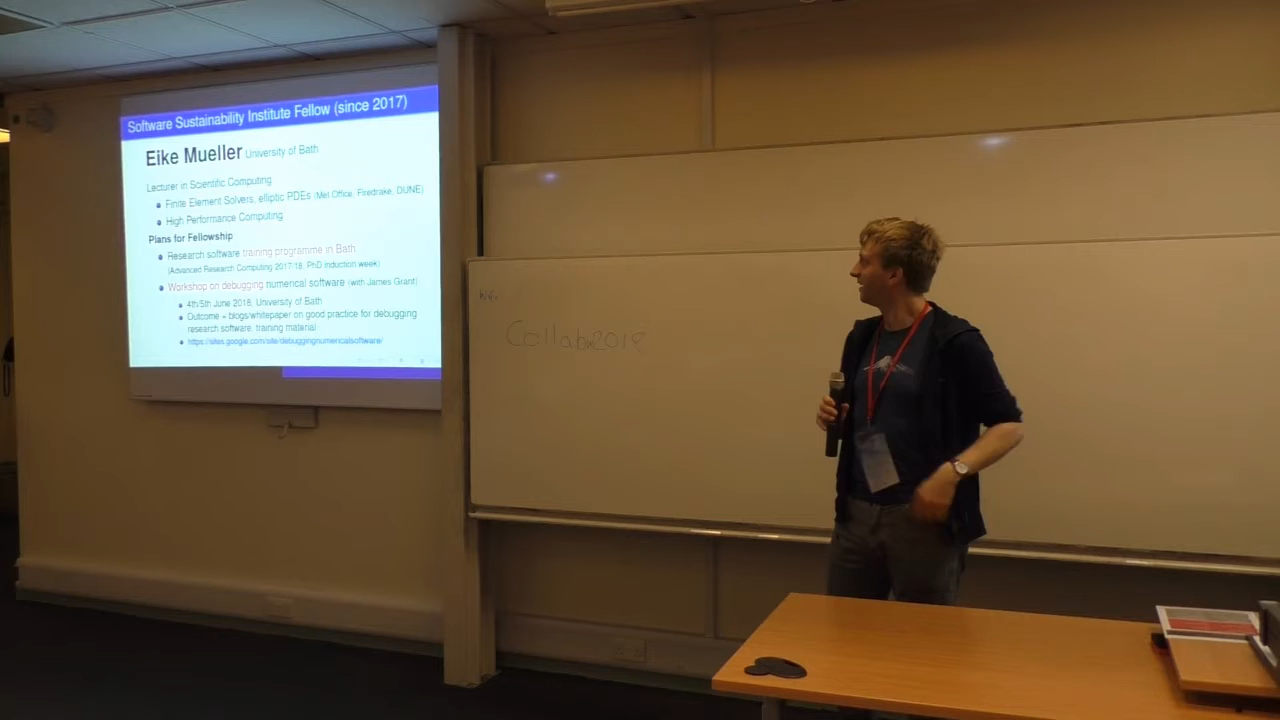 Software Sustainability Institute Fellow (since 2017)
Eike Mueller University of Bath
Lecturer in Scientific Computing
Finite Element Solvers, elliptic PDEs (Met Office, Firedrake, DUNE)
High Performance Computing
Plans for Fellowship
Research software training programme in Bath
(Advanced Research Computing 2017-18, PhD induction week)
Workshop on debugging numerical software (with James Grant)
4th/5th June 2018, University of Bath
Outcome = blogs/whitepaper on good practice for debugging
research software, training material
https://sites.google.com/site/debuggingnumericalsoftware/
Collabw2018